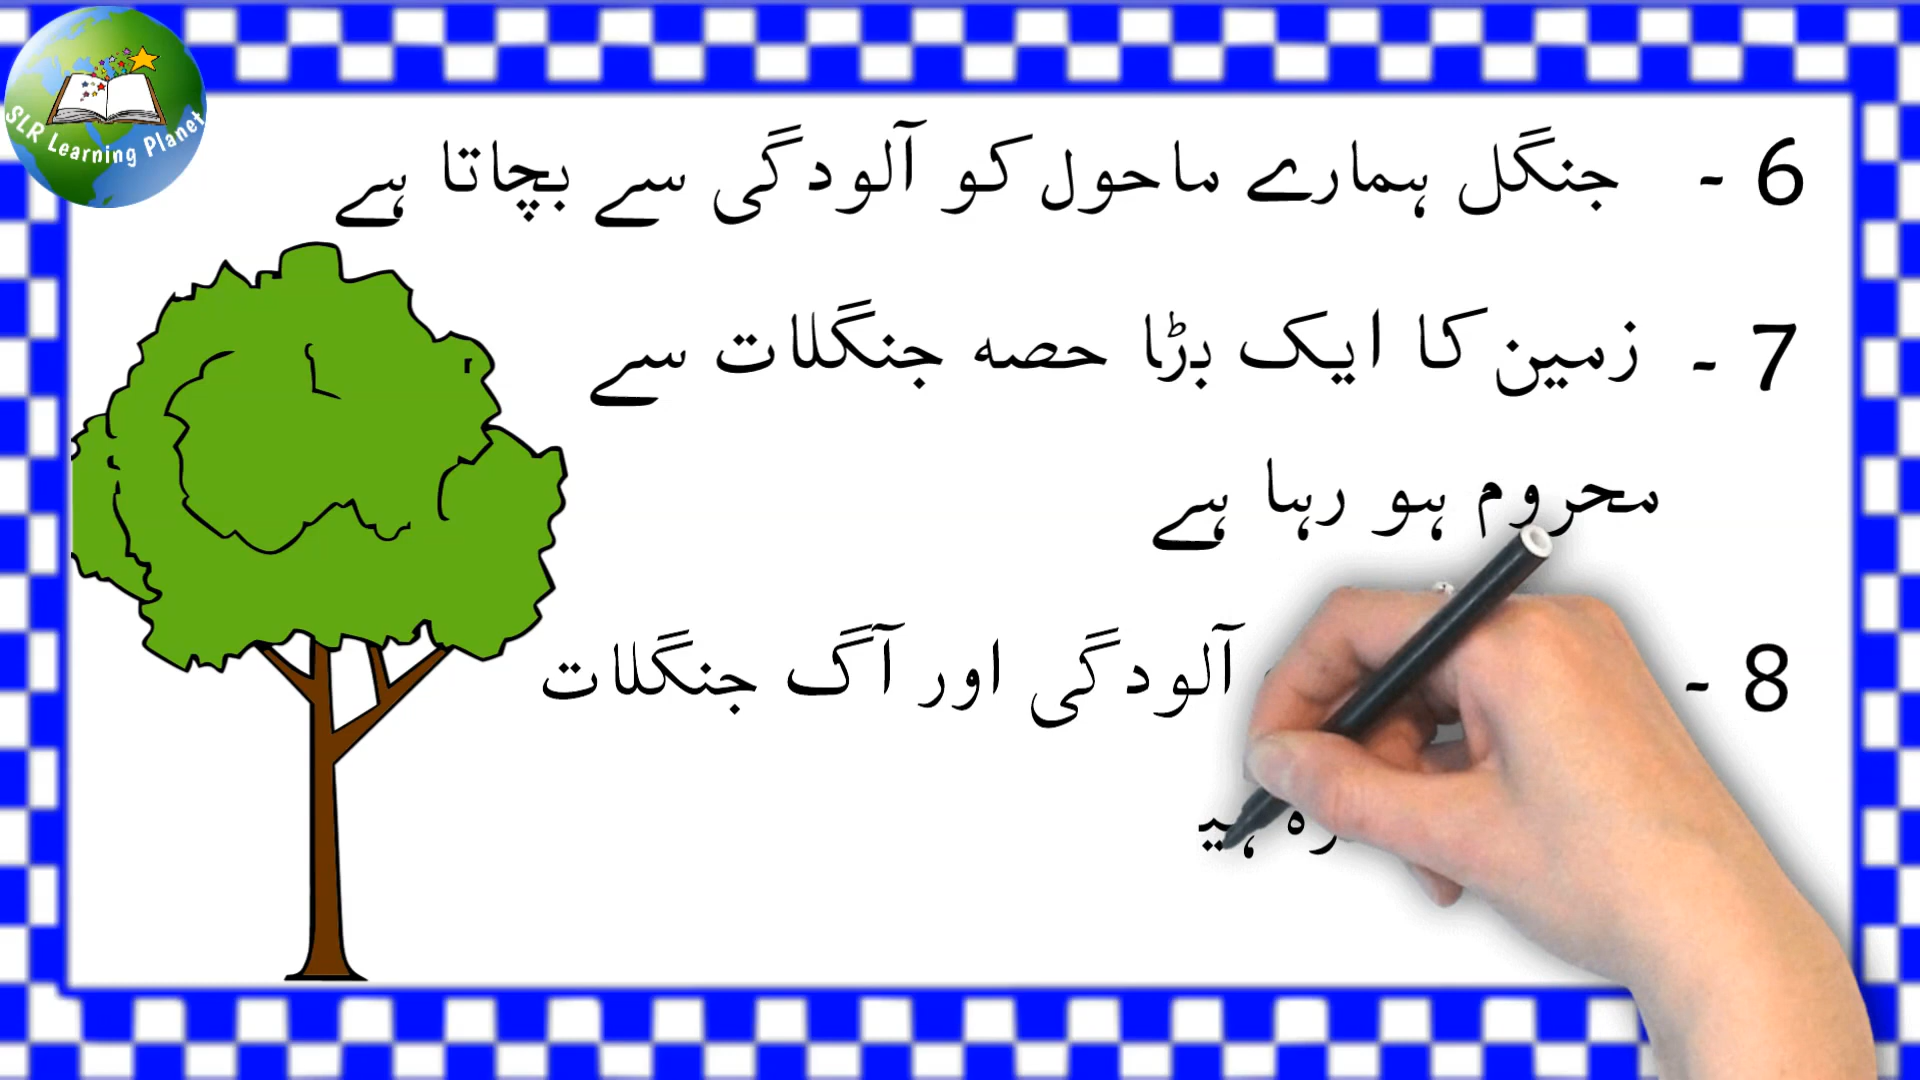 SLR Learning Planet
6 - جنگل ہمارے ماحول کو آلودگی سے بچاتا ہے
7 - زمین کا ایک بڑا حصہ جنگلات سے
محروم ہو رہا ہے
8 - آلودگی اور آگ جنگلات